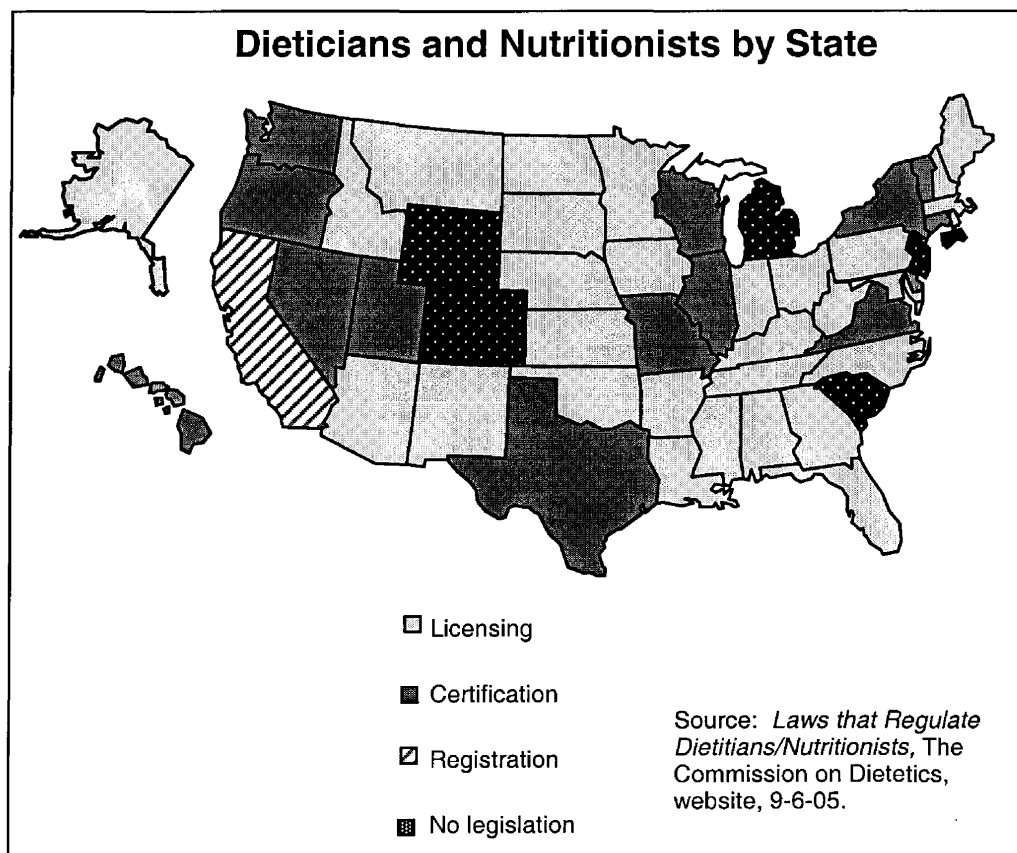 Dieticians and Nutritionists by State
Licensing
Certification
Registration
No legislation
Source: Laws that Regulate
Dietitians/Nutritionists, The
Commission on Dietetics,
website, 9-6-05.